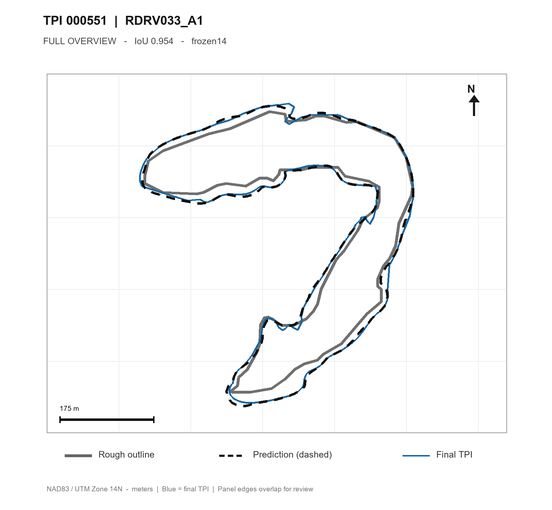 TPI 000551 | RDRV033_A1
FULL OVERVIEW - IoU 0.954 - frozen14
N
175 m
Rough outline
Prediction (dashed)
Final TPI
NAD83 / UTM Zone 14N - meters | Blue = final TPI | Panel edges overlap for review